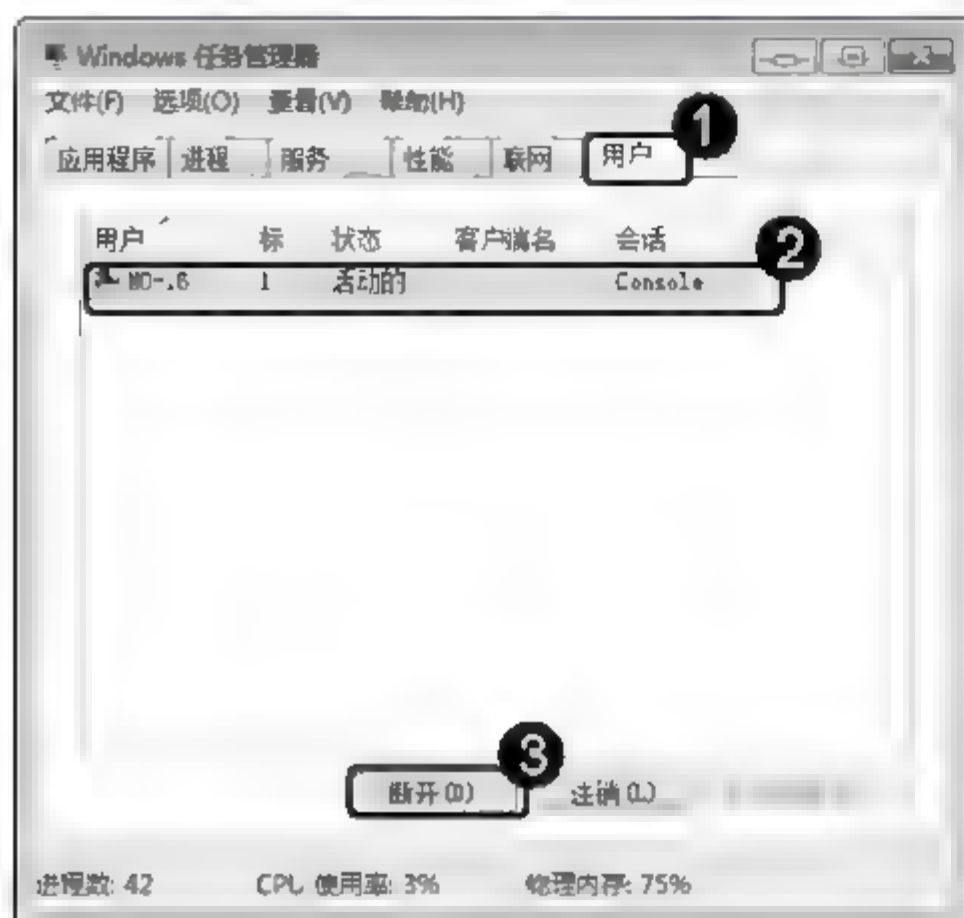 Windows 任务管理器
文件(F) 选项(O) 查看(V) 帮助(H)
1
应用程序 进程 服务 性能 联网 用户
用户 标 状态 客户端名 会话
2
1 活动的 Console
3
断开(D) 注销(L)
进程数: 42 CPU 使用率: 3% 物理内存: 75%